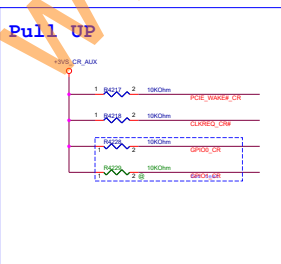 Pull UP
+3VS_CR_AUX
1 R4217 2 10KOhm
PCIE_WAKE#_CR
1 R4218 2 10KOhm
CLKREQ_CR#
R4228 10KOhm
1 2 GPIO0_CR
R4229 10KOhm
1 2 @ GPIO1_CR